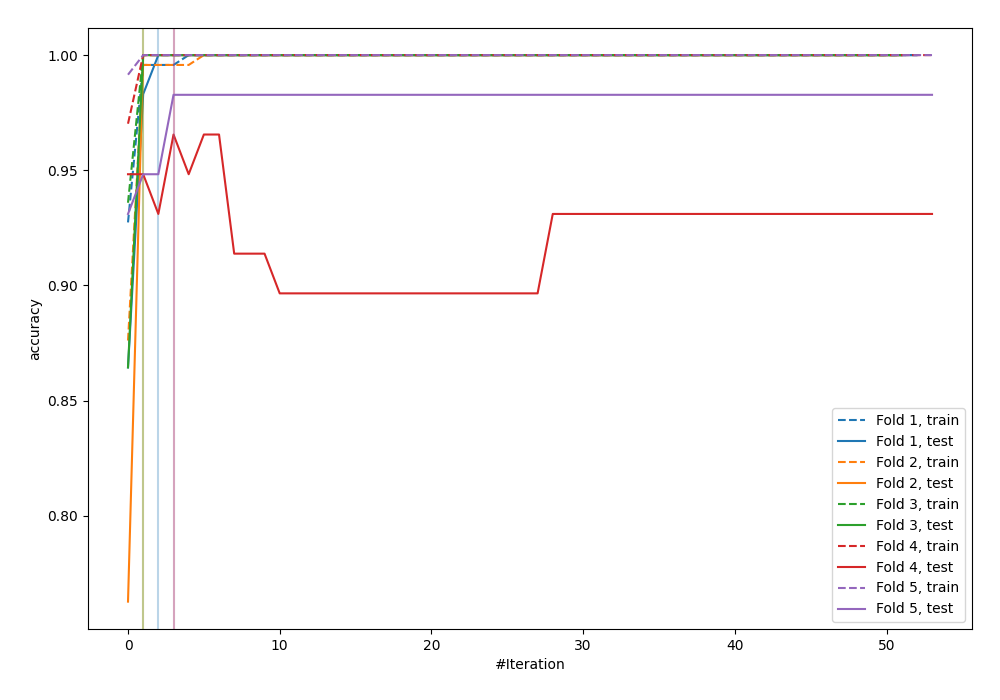 1.00
0.95
0.90
0.85
0.80
accuracy
0
10
20
30
40
50
#Iteration
Fold 1, train
Fold 1, test
Fold 2, train
Fold 2, test
Fold 3, train
Fold 3, test
Fold 4, train
Fold 4, test
Fold 5, train
Fold 5, test